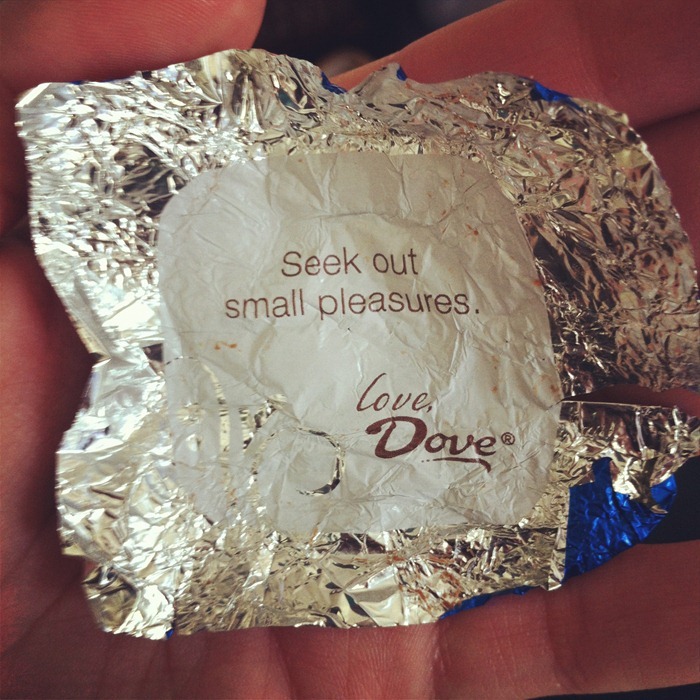 Seek out
small pleasures.
Love,
Dove®